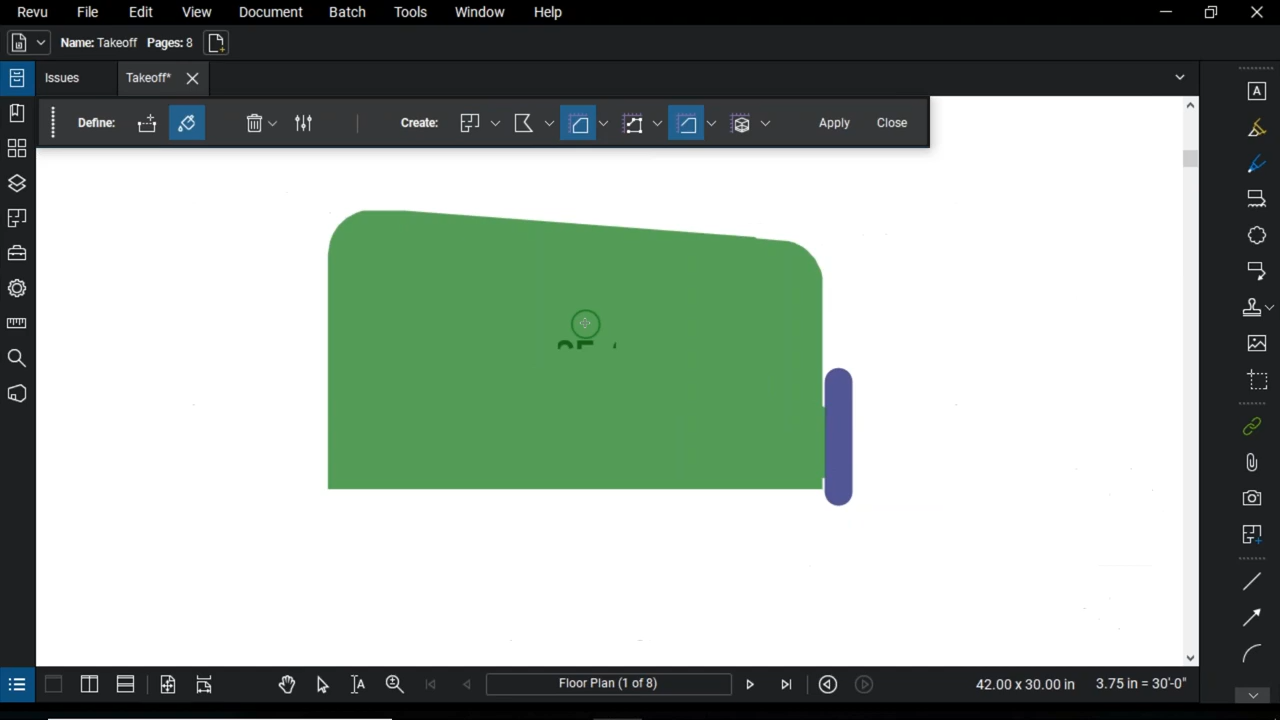 Revu File Edit View Document Batch Tools Window Help
Name: Takeoff Pages: 8
Issues Takeoff*
Define: Create: Apply Close
Floor Plan (1 of 8) 42.00 x 30.00 in 3.75 in = 30'-0"